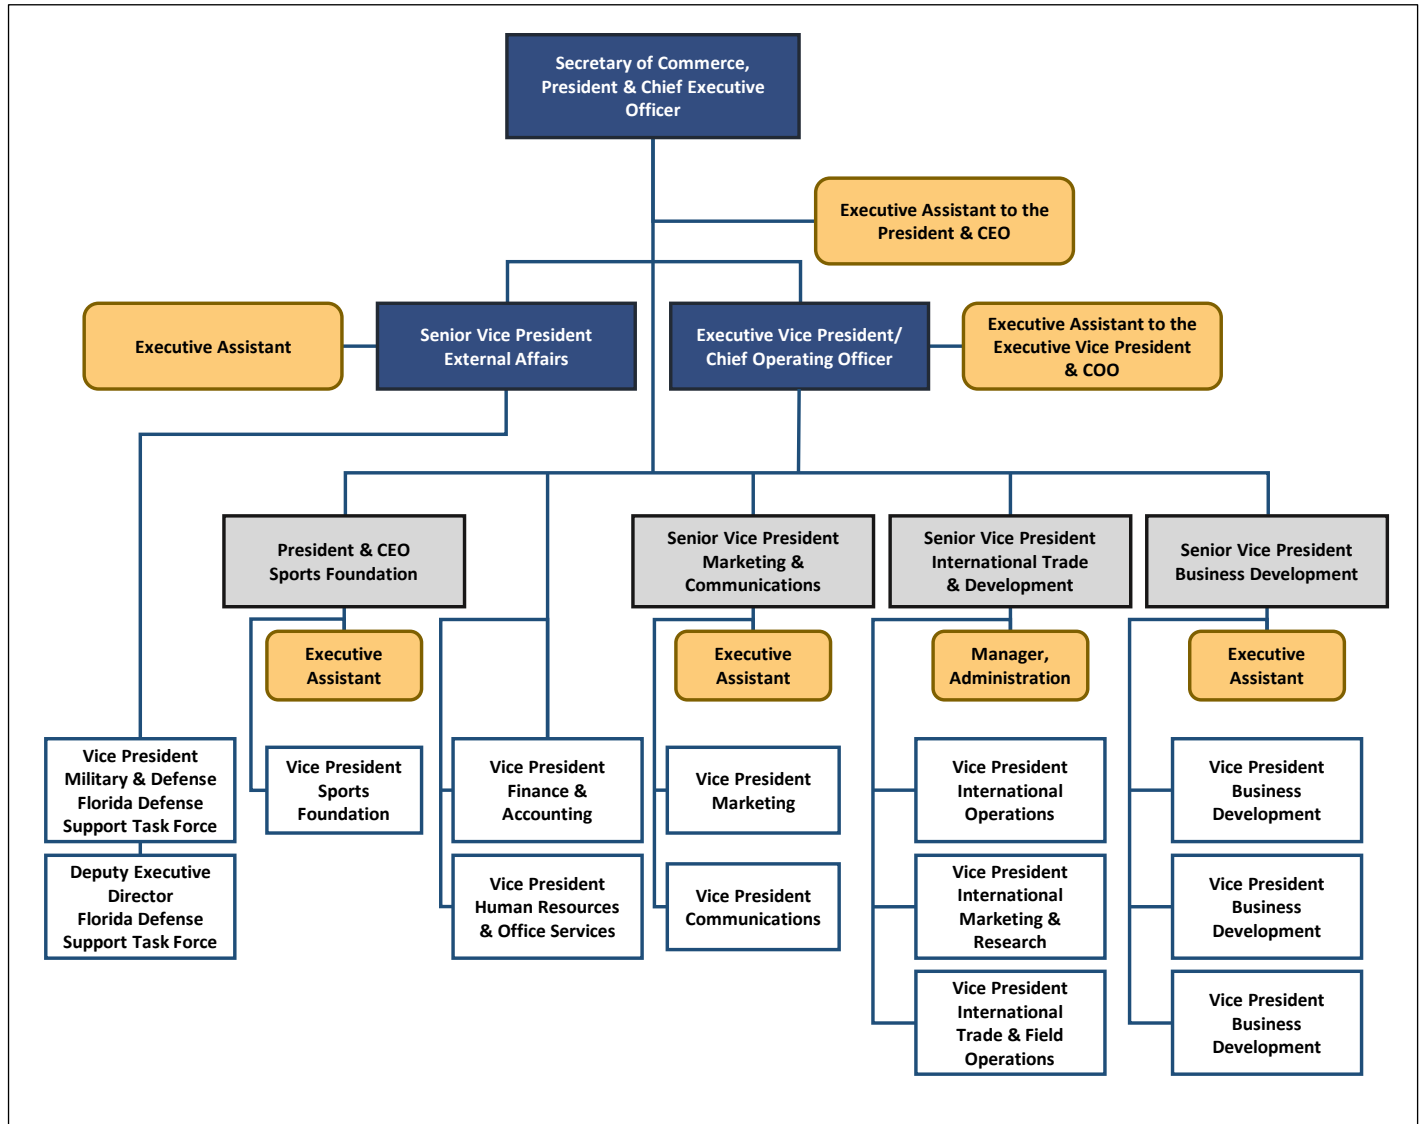 Secretary of Commerce,
President & Chief Executive
Officer
Executive Assistant to the
President & CEO
Executive Assistant
Senior Vice President
External Affairs
Executive Vice President/
Chief Operating Officer
Executive Assistant to the
Executive Vice President
& COO
President & CEO
Sports Foundation
Senior Vice President
Marketing &
Communications
Senior Vice President
International Trade
& Development
Senior Vice President
Business Development
Executive
Assistant
Executive
Assistant
Manager,
Administration
Executive
Assistant
Vice President
Military & Defense
Florida Defense
Support Task Force
Vice President
Sports
Foundation
Vice President
Finance &
Accounting
Vice President
Marketing
Vice President
International
Operations
Vice President
Business
Development
Deputy Executive
Director
Florida Defense
Support Task Force
Vice President
Human Resources
& Office Services
Vice President
Communications
Vice President
International
Marketing &
Research
Vice President
Business
Development
Vice President
International
Trade & Field
Operations
Vice President
Business
Development